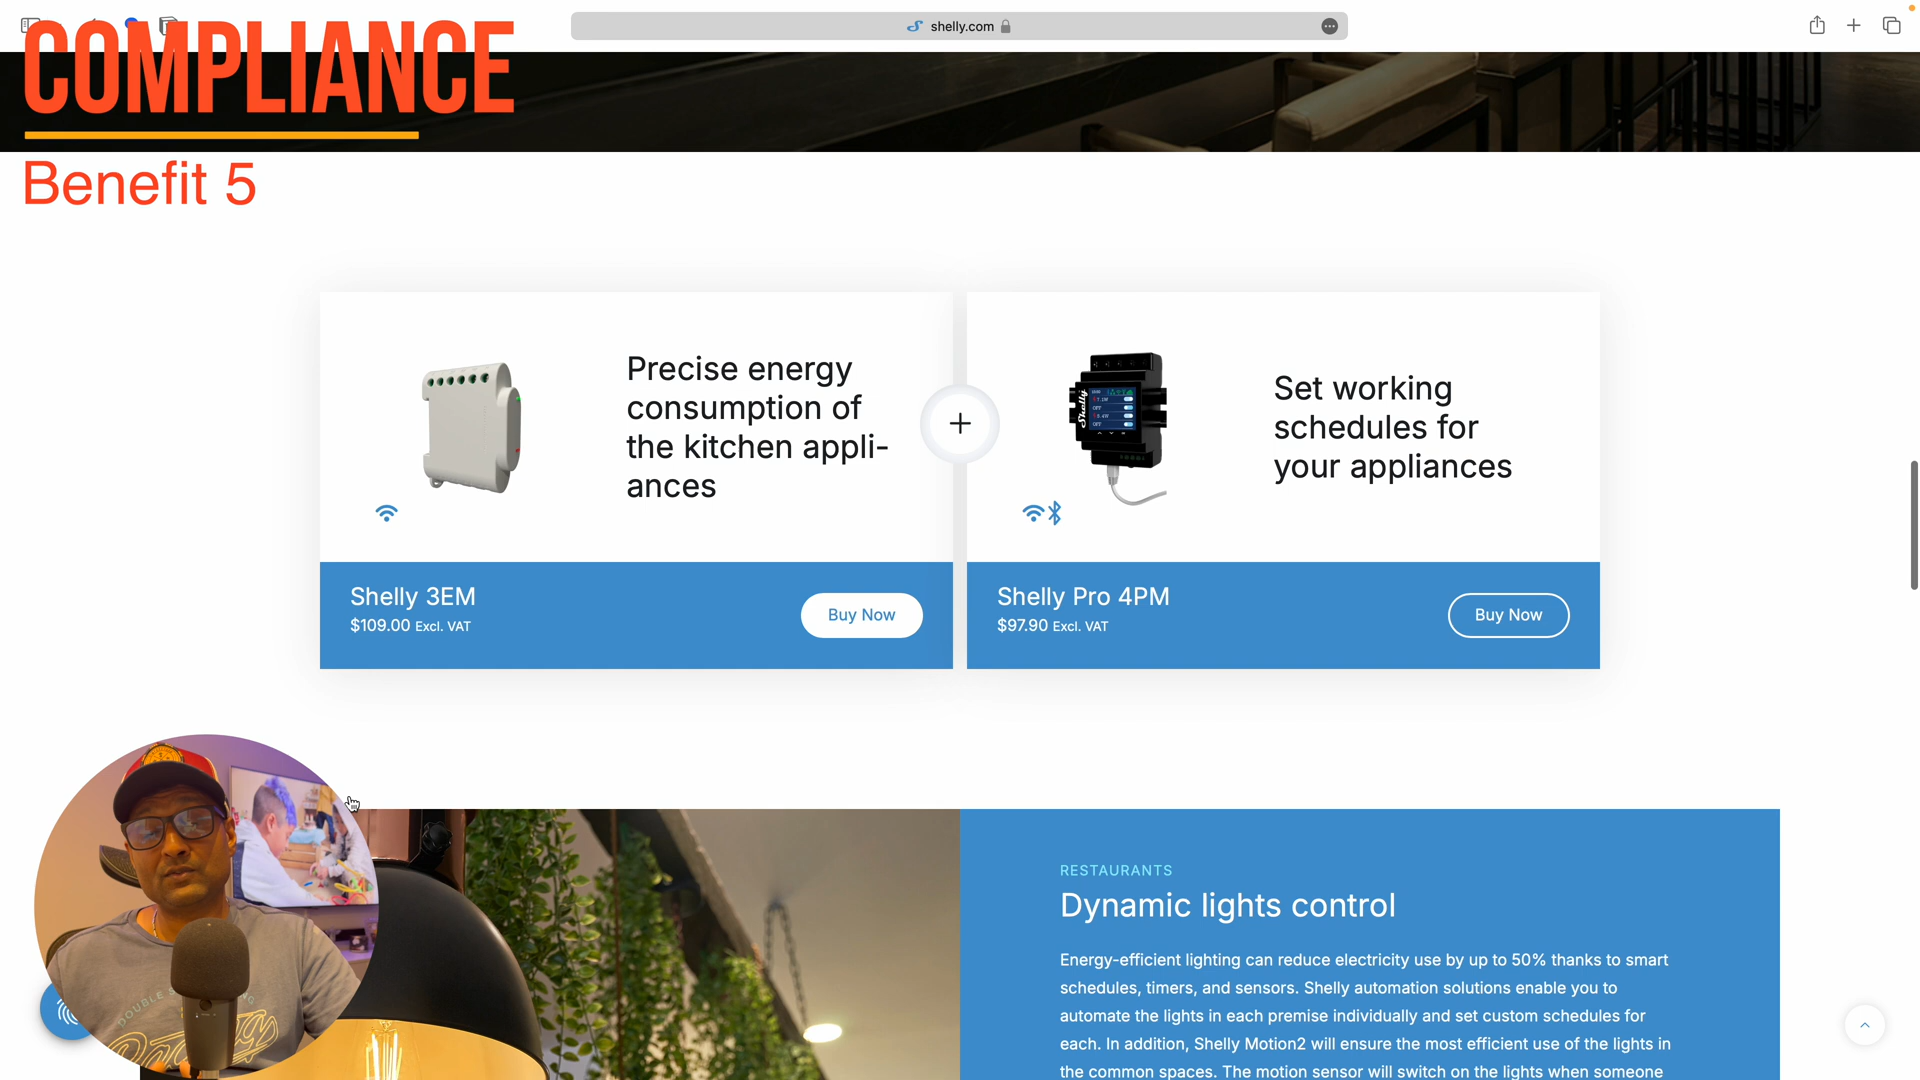 shelly.com
COMPLIANCE
Benefit 5
Precise energy
consumption of
the kitchen appli-
ances
Shelly
Set working
schedules for
your appliances
Shelly 3EM
$109.00 Excl. VAT
Buy Now
Shelly Pro 4PM
$97.90 Excl. VAT
Buy Now
RESTAURANTS
Dynamic lights control
Energy-efficient lighting can reduce electricity use by up to 50% thanks to smart
schedules, timers, and sensors. Shelly automation solutions enable you to
automate the lights in each premise individually and set custom schedules for
each. In addition, Shelly Motion2 will ensure the most efficient use of the lights in
the common spaces. The motion sensor will switch on the lights when someone